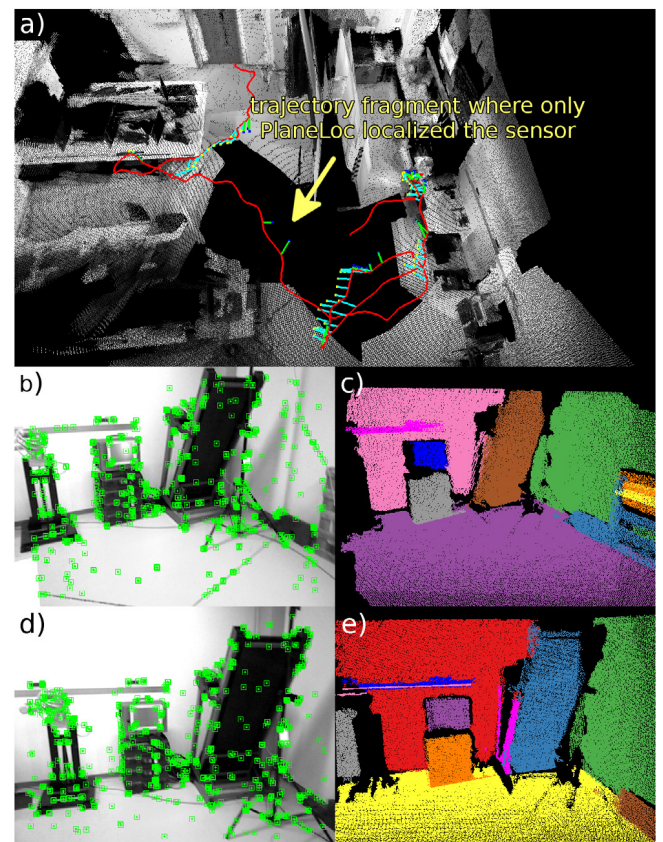 a)
trajectory fragment where only
PlaneLoc localized the sensor
b)
c)
d)
e)